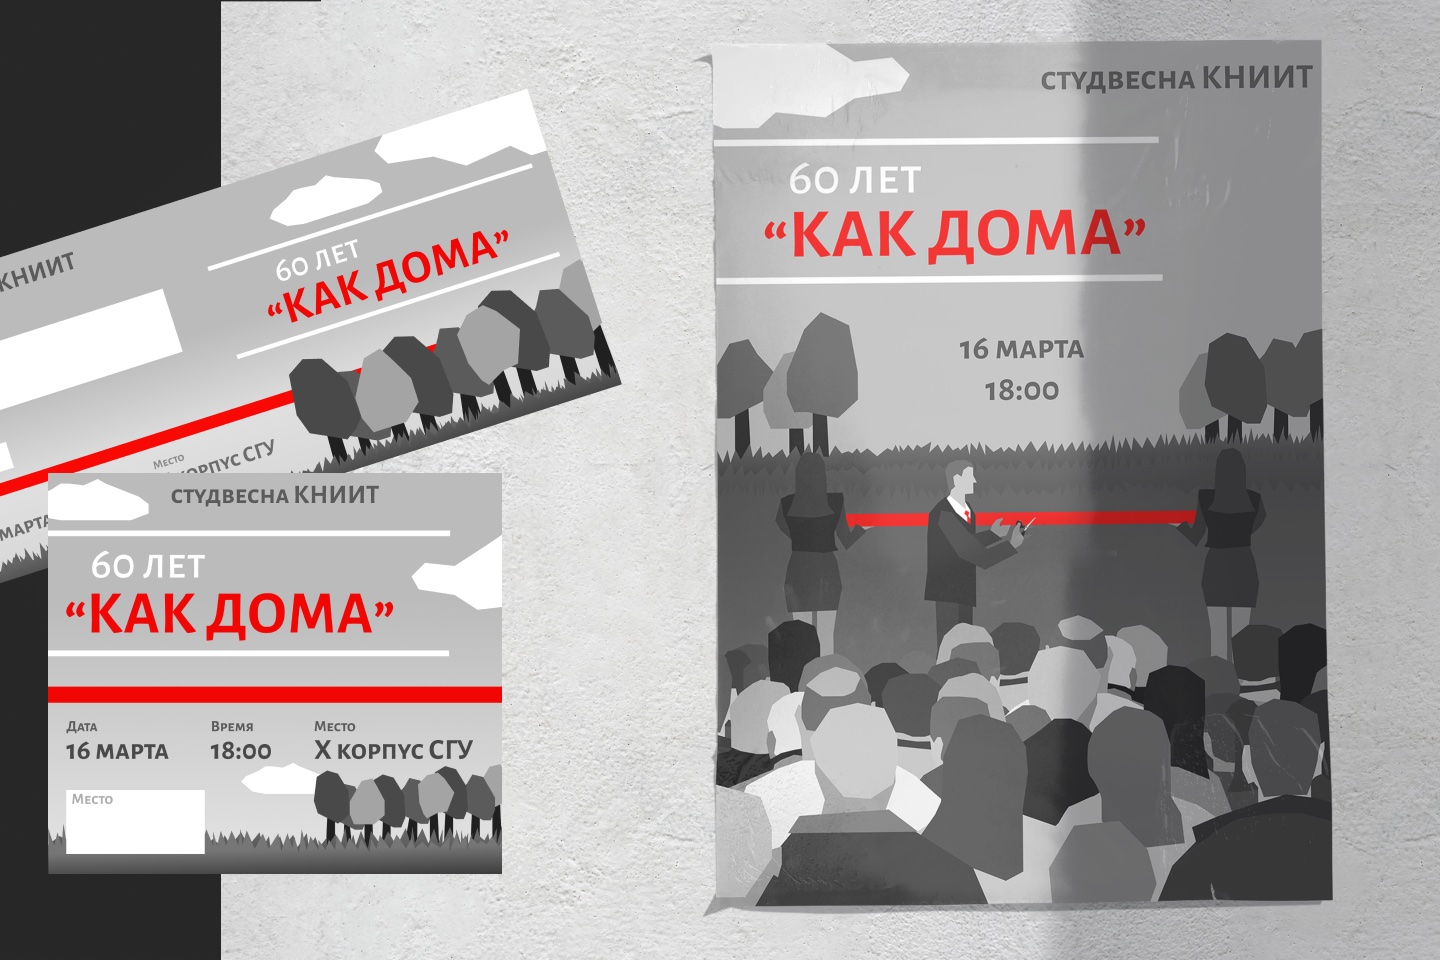 КНИИТ
60 ЛЕТ
“КАК ДОМА”
Место
КОРПУС СГУ
МАРТА
СТУДВЕСНА КНИИТ
60 ЛЕТ
“КАК ДОМА”
Дата
16 МАРТА
Время
18:00
Место
X КОРПУС СГУ
Место
СТУДВЕСНА КНИИТ
60 ЛЕТ
“КАК ДОМА”
16 МАРТА
18:00